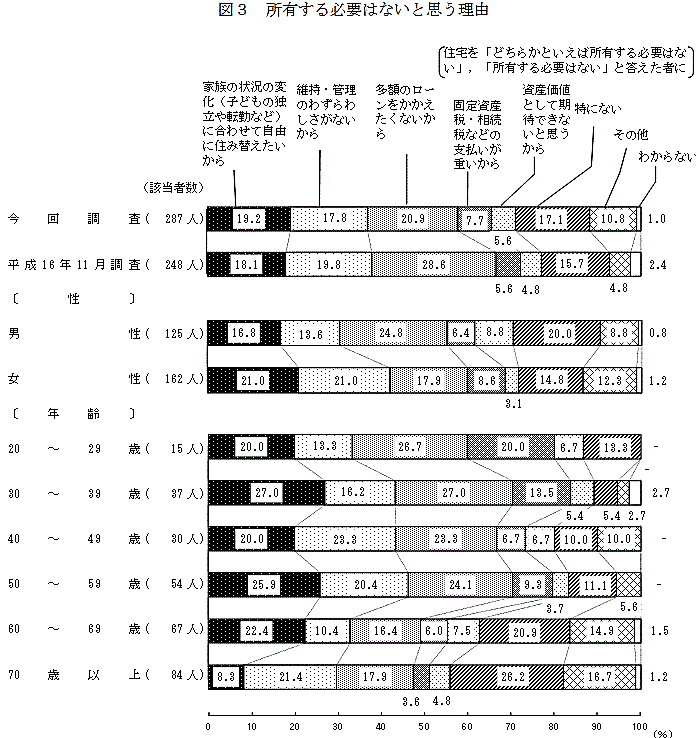 図３　所有する必要はないと思う理由
住宅を「どちらかといえば所有する必要はな
い」，「所有する必要はない」と答えた者に
家族の状況の変
化（子どもの独
立や転勤など）
に合わせて自由
に住み替えたい
から
維持・管理
のわずらわ
しさがない
から
多額のロー
ンをかかえ
たくないか
ら
固定資産
税・相続
税などの
支払いが
重いから
資産価値
として期
待できな
いと思う
から
特にない
その他
わからない
（該当者数）
今回調査( 287人) 19.2 17.8 20.9 7.7 5.6 17.1 10.8 1.0
平成16年11月調査( 248人) 18.1 19.8 28.6 5.6 4.8 15.7 4.8 2.4
〔 性 〕
男性( 125人) 16.8 13.6 24.8 6.4 8.8 20.0 8.8 0.8
女性( 162人) 21.0 21.0 17.9 8.6 3.1 14.8 12.3 1.2
〔 年齢 〕
20 ～ 29 歳( 15人) 20.0 13.3 26.7 20.0 6.7 13.3 - -
30 ～ 39 歳( 37人) 27.0 16.2 27.0 13.5 5.4 5.4 2.7 2.7
40 ～ 49 歳( 30人) 20.0 23.3 23.3 6.7 6.7 10.0 10.0 -
50 ～ 59 歳( 54人) 25.9 20.4 24.1 9.3 3.7 11.1 5.6 -
60 ～ 69 歳( 67人) 22.4 10.4 16.4 6.0 7.5 20.9 14.9 1.5
70 歳以上( 84人) 8.3 21.4 17.9 3.6 4.8 26.2 16.7 1.2
0 10 20 30 40 50 60 70 80 90 100 (%)